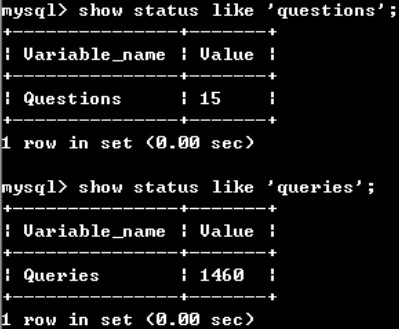 mysql> show status like 'questions';
+---------------+-------+
| Variable_name | Value |
+---------------+-------+
| Questions     | 15    |
+---------------+-------+
1 row in set (0.00 sec)
mysql> show status like 'queries';
+---------------+-------+
| Variable_name | Value |
+---------------+-------+
| Queries       | 1460  |
+---------------+-------+
1 row in set (0.00 sec)